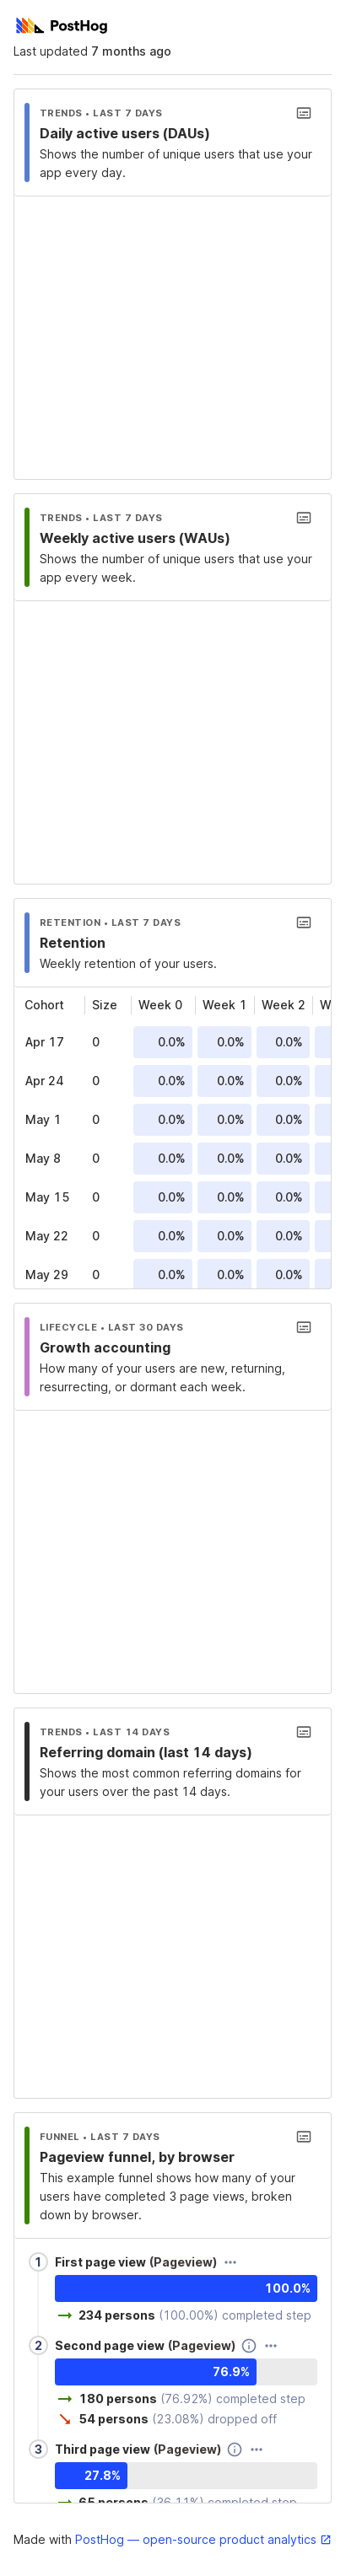 PostHog
Last updated 7 months ago
TRENDS • LAST 7 DAYS
Daily active users (DAUs)
Shows the number of unique users that use your
app every day.
TRENDS • LAST 7 DAYS
Weekly active users (WAUs)
Shows the number of unique users that use your
app every week.
RETENTION • LAST 7 DAYS
Retention
Weekly retention of your users.
Cohort Size Week 0 Week 1 Week 2 W
Apr 17 0 0.0% 0.0% 0.0%
Apr 24 0 0.0% 0.0% 0.0%
May 1 0 0.0% 0.0% 0.0%
May 8 0 0.0% 0.0% 0.0%
May 15 0 0.0% 0.0% 0.0%
May 22 0 0.0% 0.0% 0.0%
May 29 0 0.0% 0.0% 0.0%
LIFECYCLE • LAST 30 DAYS
Growth accounting
How many of your users are new, returning,
resurrecting, or dormant each week.
TRENDS • LAST 14 DAYS
Referring domain (last 14 days)
Shows the most common referring domains for
your users over the past 14 days.
FUNNEL • LAST 7 DAYS
Pageview funnel, by browser
This example funnel shows how many of your
users have completed 3 page views, broken
down by browser.
1 First page view (Pageview)
100.0%
234 persons (100.00%) completed step
2 Second page view (Pageview)
76.9%
180 persons (76.92%) completed step
54 persons (23.08%) dropped off
3 Third page view (Pageview)
27.8%
65 persons (36.11%) completed step
Made with PostHog — open-source product analytics